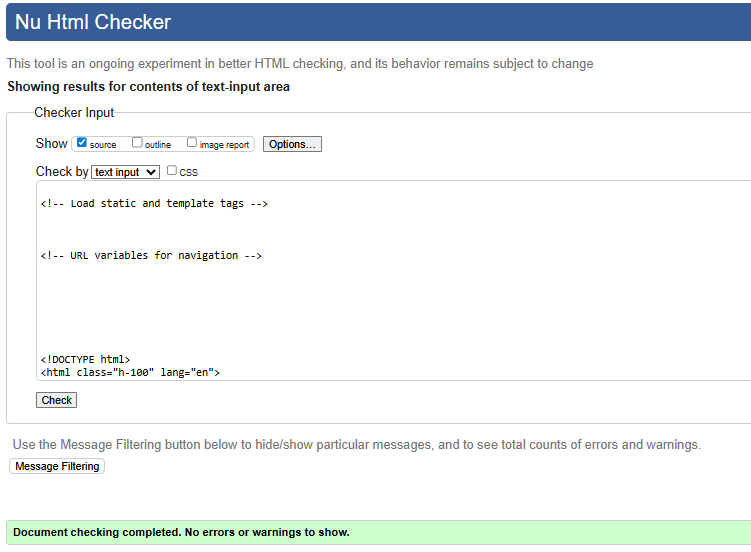 Nu Html Checker
This tool is an ongoing experiment in better HTML checking, and its behavior remains subject to change
Showing results for contents of text-input area
Checker Input
Show source outline image report Options...
Check by text input CSS
<!-- Load static and template tags -->
<!-- URL variables for navigation -->
<!DOCTYPE html>
<html class="h-100" lang="en">
Check
Use the Message Filtering button below to hide/show particular messages, and to see total counts of errors and warnings.
Message Filtering
Document checking completed. No errors or warnings to show.